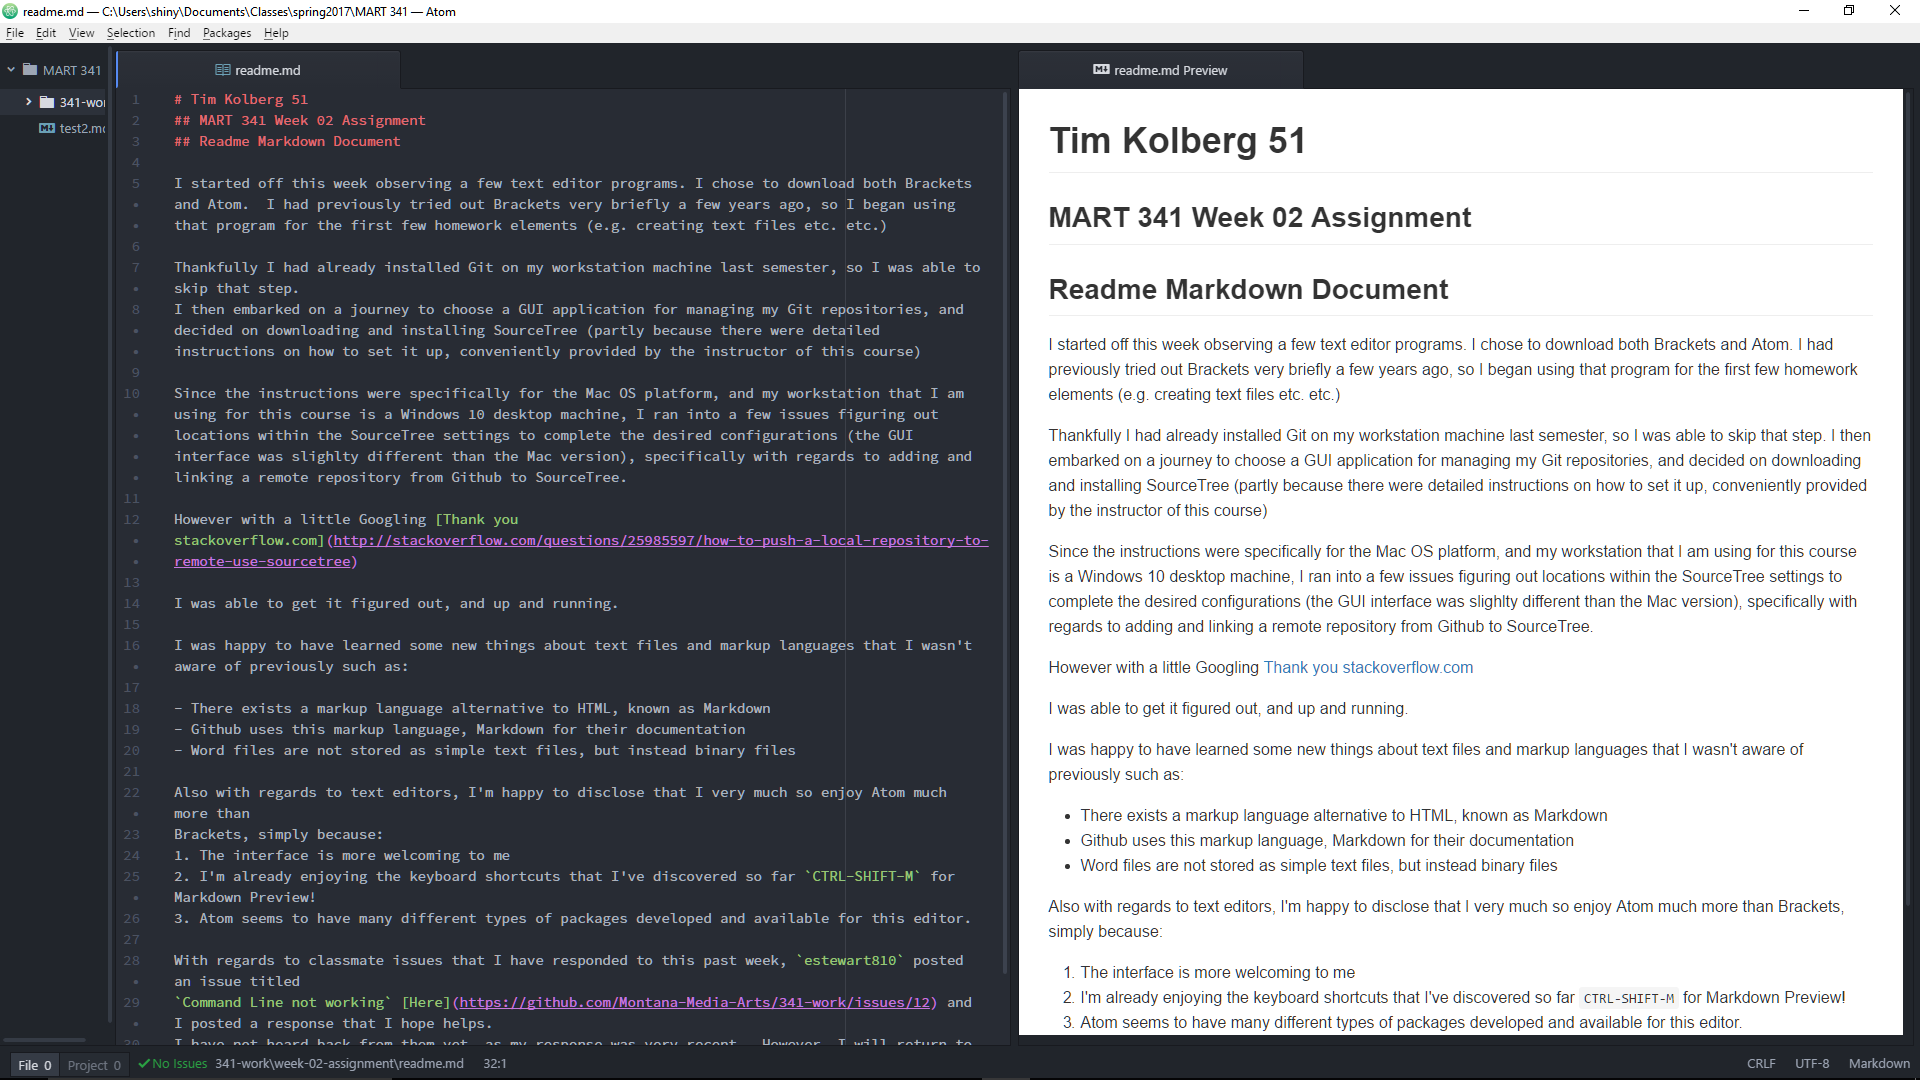 readme.md — C:\Users\shiny\Documents\Classes\spring2017\MART 341 — Atom
File Edit View Selection Find Packages Help
MART 341
341-wor
test2.md
readme.md
1 # Tim Kolberg 51
2 ## MART 341 Week 02 Assignment
3 ## Readme Markdown Document
4
5 I started off this week observing a few text editor programs. I chose to download both Brackets
• and Atom.  I had previously tried out Brackets very briefly a few years ago, so I began using
• that program for the first few homework elements (e.g. creating text files etc. etc.)
6
7 Thankfully I had already installed Git on my workstation machine last semester, so I was able to
• skip that step.
8 I then embarked on a journey to choose a GUI application for managing my Git repositories, and
• decided on downloading and installing SourceTree (partly because there were detailed
• instructions on how to set it up, conveniently provided by the instructor of this course)
9
10 Since the instructions were specifically for the Mac OS platform, and my workstation that I am
• using for this course is a Windows 10 desktop machine, I ran into a few issues figuring out
• locations within the SourceTree settings to complete the desired configurations (the GUI
• interface was slighlty different than the Mac version), specifically with regards to adding and
• linking a remote repository from Github to SourceTree.
11
12 However with a little Googling [Thank you
• stackoverflow.com](http://stackoverflow.com/questions/25985597/how-to-push-a-local-repository-to-
• remote-use-sourcetree)
13
14 I was able to get it figured out, and up and running.
15
16 I was happy to have learned some new things about text files and markup languages that I wasn't
• aware of previously such as:
17
18 - There exists a markup language alternative to HTML, known as Markdown
19 - Github uses this markup language, Markdown for their documentation
20 - Word files are not stored as simple text files, but instead binary files
21
22 Also with regards to text editors, I'm happy to disclose that I very much so enjoy Atom much
• more than
23 Brackets, simply because:
24 1. The interface is more welcoming to me
25 2. I'm already enjoying the keyboard shortcuts that I've discovered so far `CTRL-SHIFT-M` for
• Markdown Preview!
26 3. Atom seems to have many different types of packages developed and available for this editor.
27
28 With regards to classmate issues that I have responded to this past week, `estewart810` posted
• an issue titled
29 `Command Line not working` [Here](https://github.com/Montana-Media-Arts/341-work/issues/12) and
• I posted a response that I hope helps.
30 I have not heard back from them yet, as my response was very recent.  However, I will return to
readme.md Preview
Tim Kolberg 51
MART 341 Week 02 Assignment
Readme Markdown Document
I started off this week observing a few text editor programs. I chose to download both Brackets and Atom. I had
previously tried out Brackets very briefly a few years ago, so I began using that program for the first few homework
elements (e.g. creating text files etc. etc.)
Thankfully I had already installed Git on my workstation machine last semester, so I was able to skip that step. I then
embarked on a journey to choose a GUI application for managing my Git repositories, and decided on downloading
and installing SourceTree (partly because there were detailed instructions on how to set it up, conveniently provided
by the instructor of this course)
Since the instructions were specifically for the Mac OS platform, and my workstation that I am using for this course
is a Windows 10 desktop machine, I ran into a few issues figuring out locations within the SourceTree settings to
complete the desired configurations (the GUI interface was slighlty different than the Mac version), specifically with
regards to adding and linking a remote repository from Github to SourceTree.
However with a little Googling Thank you stackoverflow.com
I was able to get it figured out, and up and running.
I was happy to have learned some new things about text files and markup languages that I wasn't aware of
previously such as:
• There exists a markup language alternative to HTML, known as Markdown
• Github uses this markup language, Markdown for their documentation
• Word files are not stored as simple text files, but instead binary files
Also with regards to text editors, I'm happy to disclose that I very much so enjoy Atom much more than Brackets,
simply because:
1. The interface is more welcoming to me
2. I'm already enjoying the keyboard shortcuts that I've discovered so far CTRL-SHIFT-M for Markdown Preview!
3. Atom seems to have many different types of packages developed and available for this editor.
File 0 Project 0 No Issues 341-work\week-02-assignment\readme.md 32:1 CRLF UTF-8 Markdown